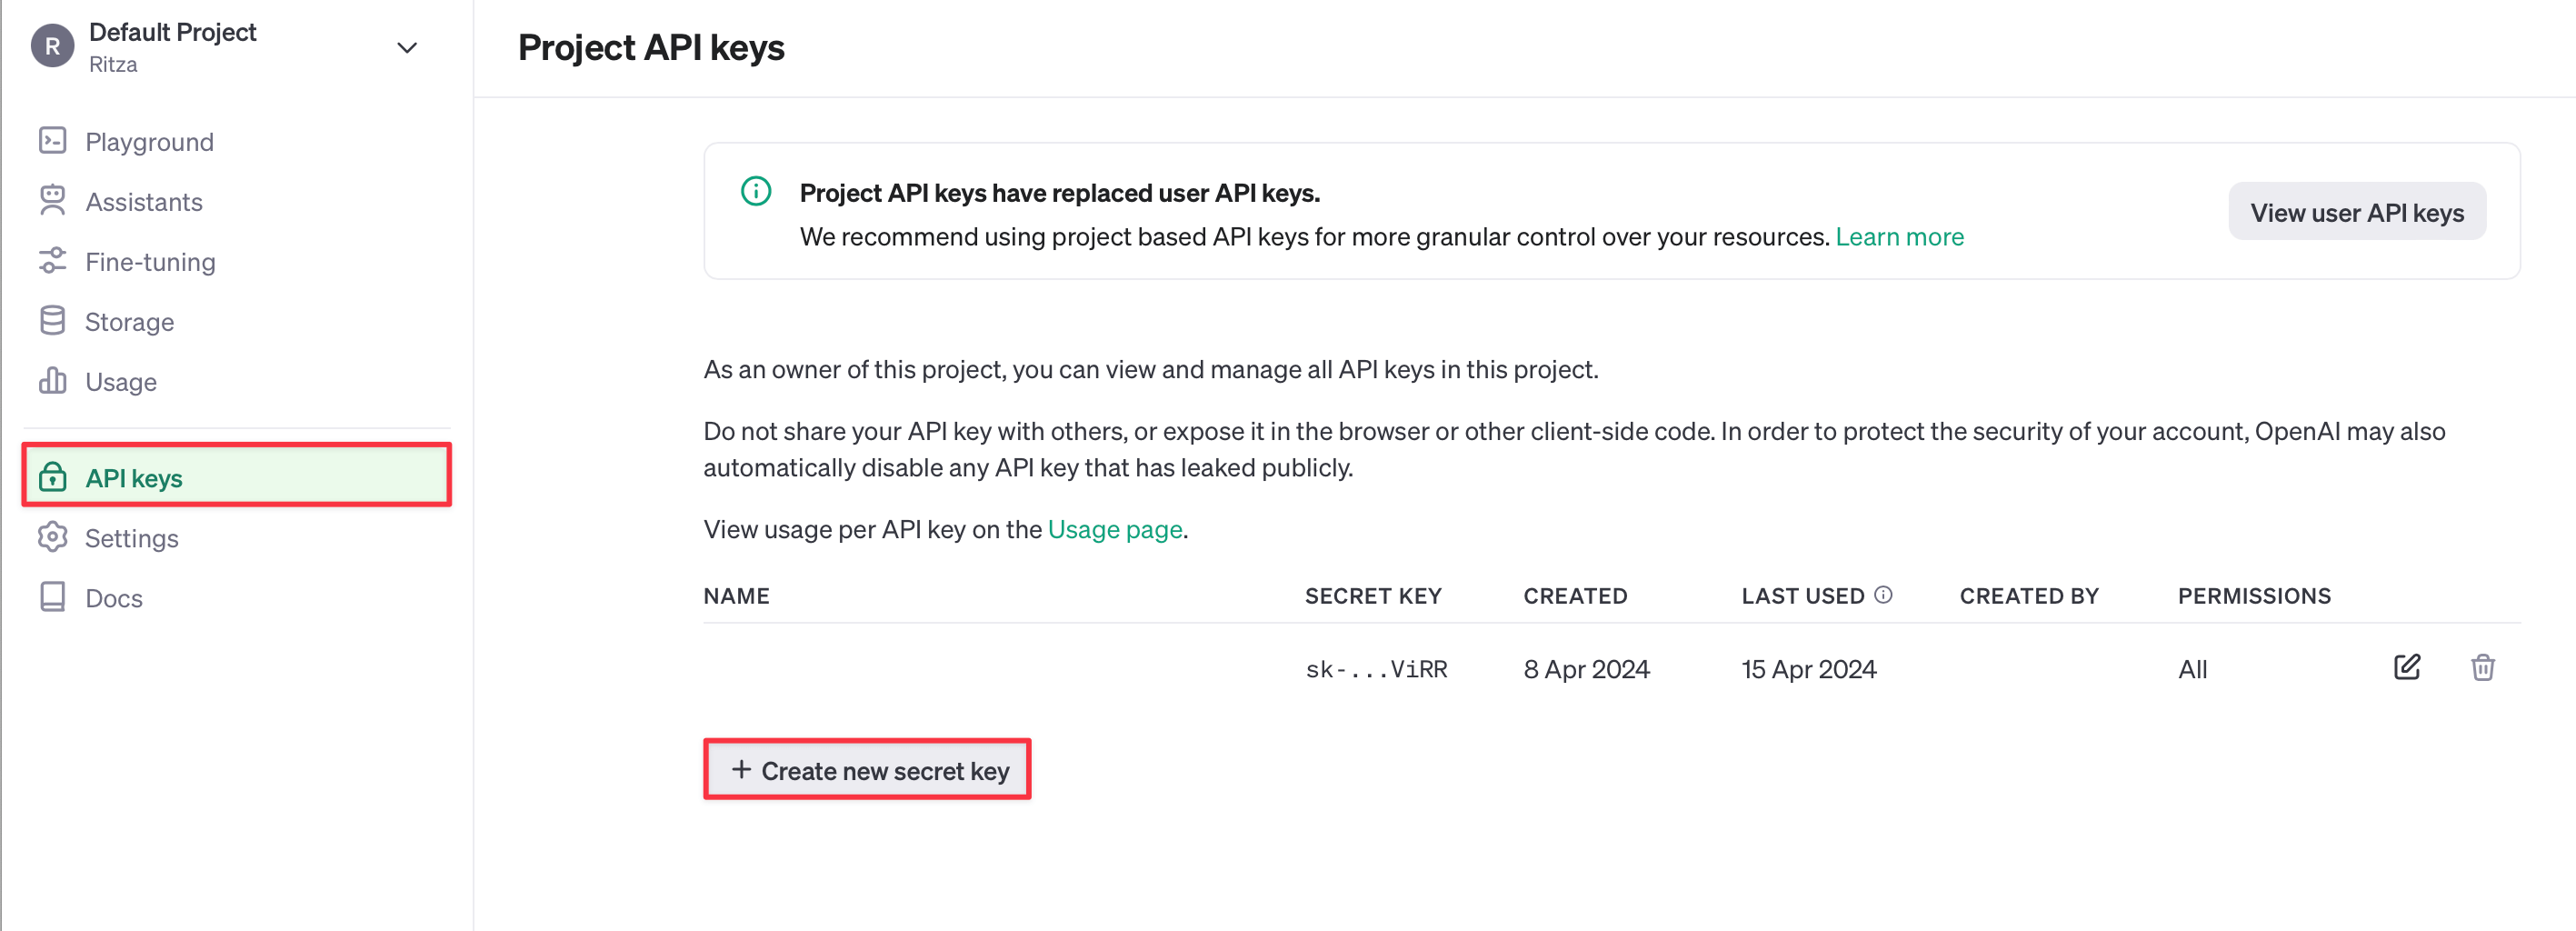 R
Default Project
Ritza
Playground
Assistants
Fine-tuning
Storage
Usage
API keys
Settings
Docs
Project API keys
Project API keys have replaced user API keys.
We recommend using project based API keys for more granular control over your resources. Learn more
View user API keys
As an owner of this project, you can view and manage all API keys in this project.
Do not share your API key with others, or expose it in the browser or other client-side code. In order to protect the security of your account, OpenAI may also
automatically disable any API key that has leaked publicly.
View usage per API key on the Usage page.
NAME SECRET KEY CREATED LAST USED CREATED BY PERMISSIONS
sk-...ViRR 8 Apr 2024 15 Apr 2024 All
+ Create new secret key